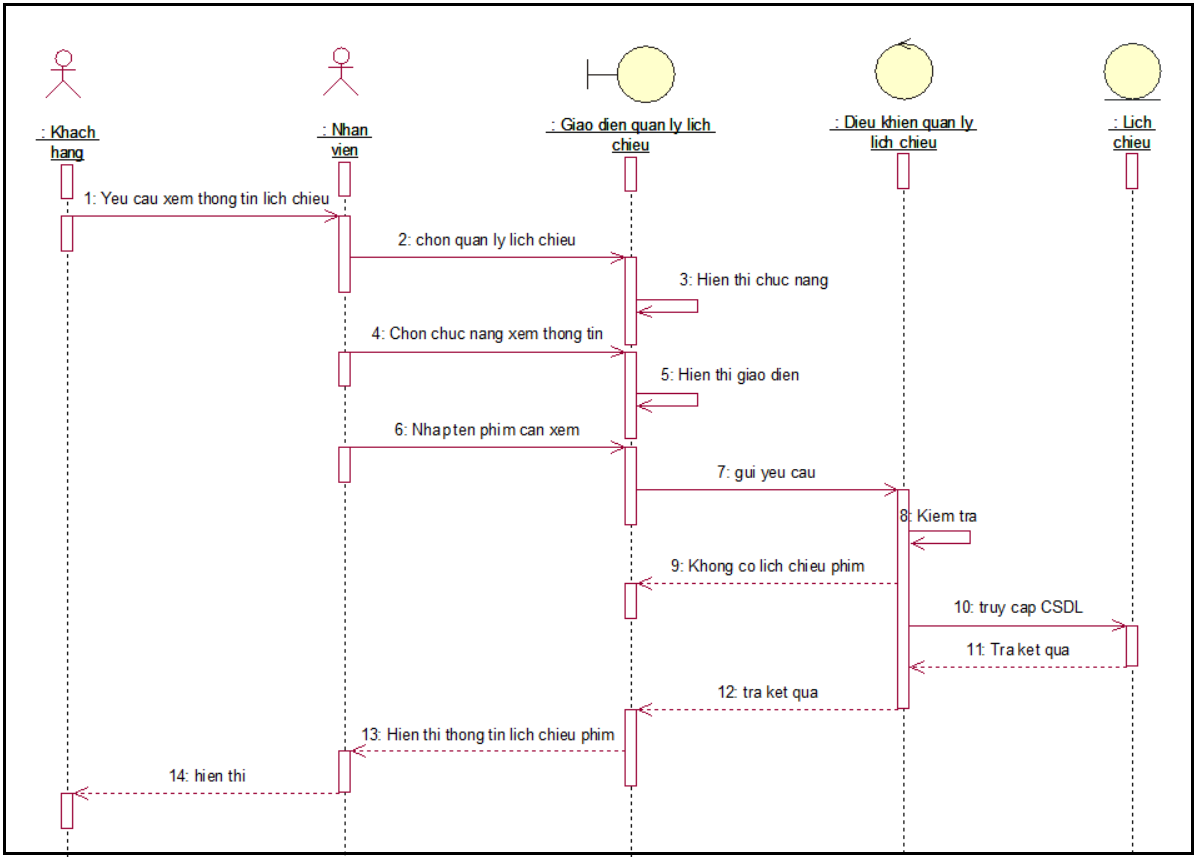 : Khach
hang
: Nhan
vien
: Giao dien quan ly lich
chieu
: Dieu khien quan ly
lich chieu
: Lich
chieu
1: Yeu cau xem thong tin lich chieu
2: chon quan ly lich chieu
3: Hien thi chuc nang
4: Chon chuc nang xem thong tin
5: Hien thi giao dien
6: Nhap ten phim can xem
7: gui yeu cau
8: Kiem tra
9: Khong co lich chieu phim
10: truy cap CSDL
11: Tra ket qua
12: tra ket qua
13: Hien thi thong tin lich chieu phim
14: hien thi